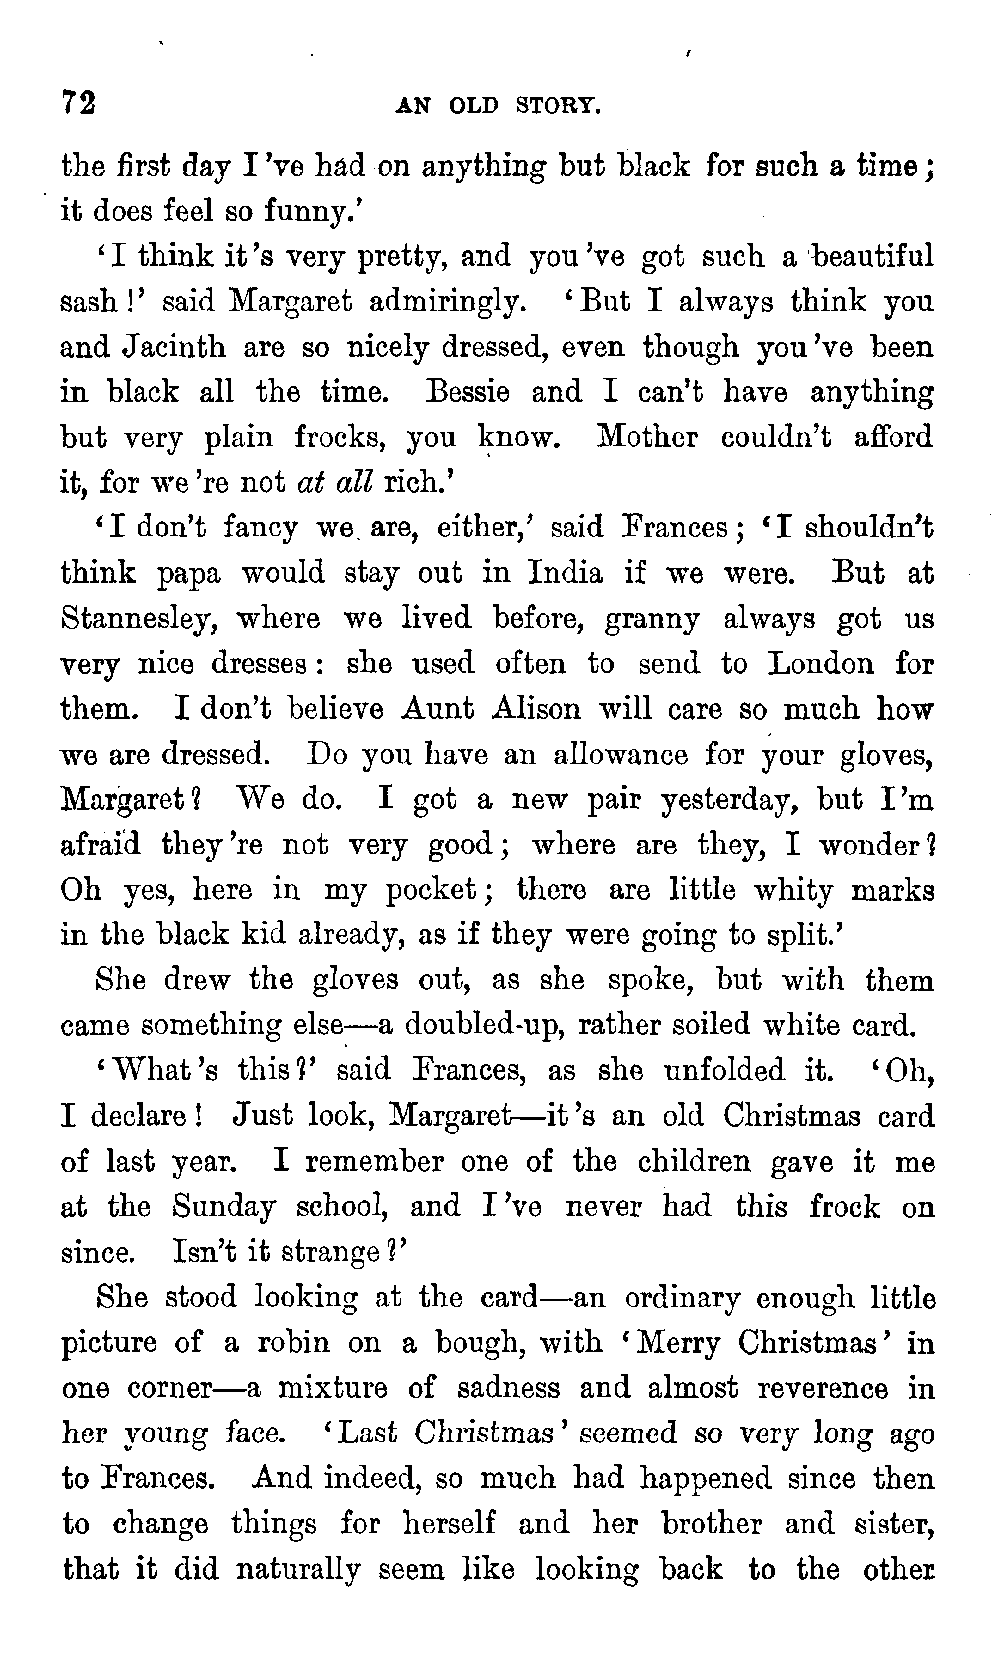 72 AN OLD STORY.
the first day I 've had on anything but black for such a time;
it does feel so funny.'
'I think it's very pretty, and you 've got such a beautiful
sash!' said Margaret admiringly. 'But I always think you
and Jacinth are so nicely dressed, even though you 've been
in black all the time. Bessie and I can't have anything
but very plain frocks, you know. Mother couldn't afford
it, for we 're not at all rich.'
'I don't fancy we are, either,' said Frances; 'I shouldn't
think papa would stay out in India if we were. But at
Stannesley, where we lived before, granny always got us
very nice dresses: she used often to send to London for
them. I don't believe Aunt Alison will care so much how
we are dressed. Do you have an allowance for your gloves,
Margaret? We do. I got a new pair yesterday, but I'm
afraid they 're not very good; where are they, I wonder?
Oh yes, here in my pocket; there are little whity marks
in the black kid already, as if they were going to split.'
She drew the gloves out, as she spoke, but with them
came something else—a doubled-up, rather soiled white card.
'What 's this?' said Frances, as she unfolded it. 'Oh,
I declare! Just look, Margaret—it 's an old Christmas card
of last year. I remember one of the children gave it me
at the Sunday school, and I 've never had this frock on
since. Isn't it strange?'
She stood looking at the card—an ordinary enough little
picture of a robin on a bough, with 'Merry Christmas' in
one corner—a mixture of sadness and almost reverence in
her young face. 'Last Christmas' seemed so very long ago
to Frances. And indeed, so much had happened since then
to change things for herself and her brother and sister,
that it did naturally seem like looking back to the other